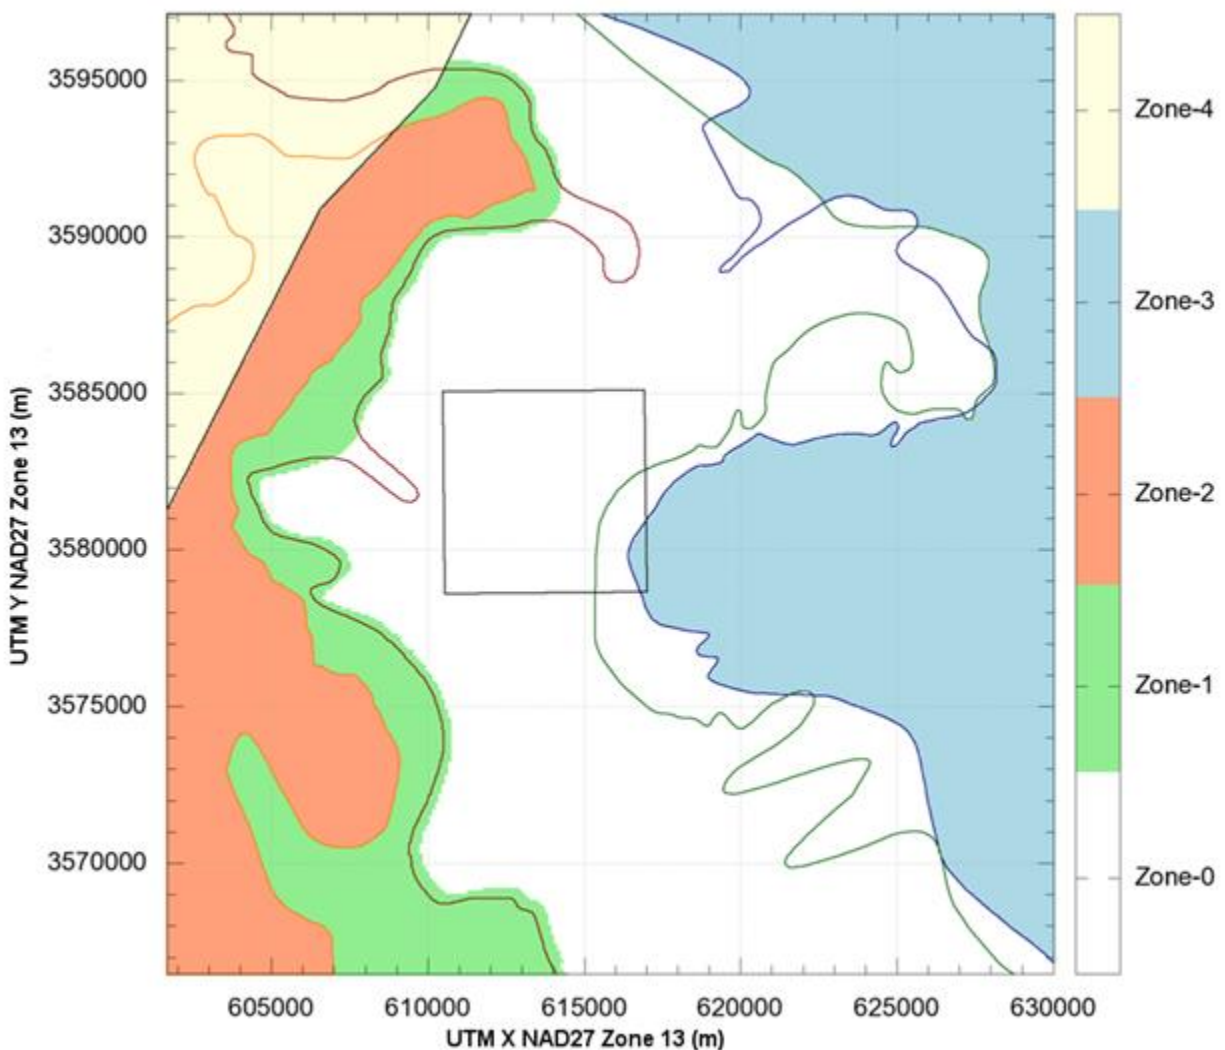 3595000
3590000
3585000
3580000
3575000
3570000
UTM Y NAD27 Zone 13 (m)
605000 610000 615000 620000 625000 630000
UTM X NAD27 Zone 13 (m)
Zone-4
Zone-3
Zone-2
Zone-1
Zone-0